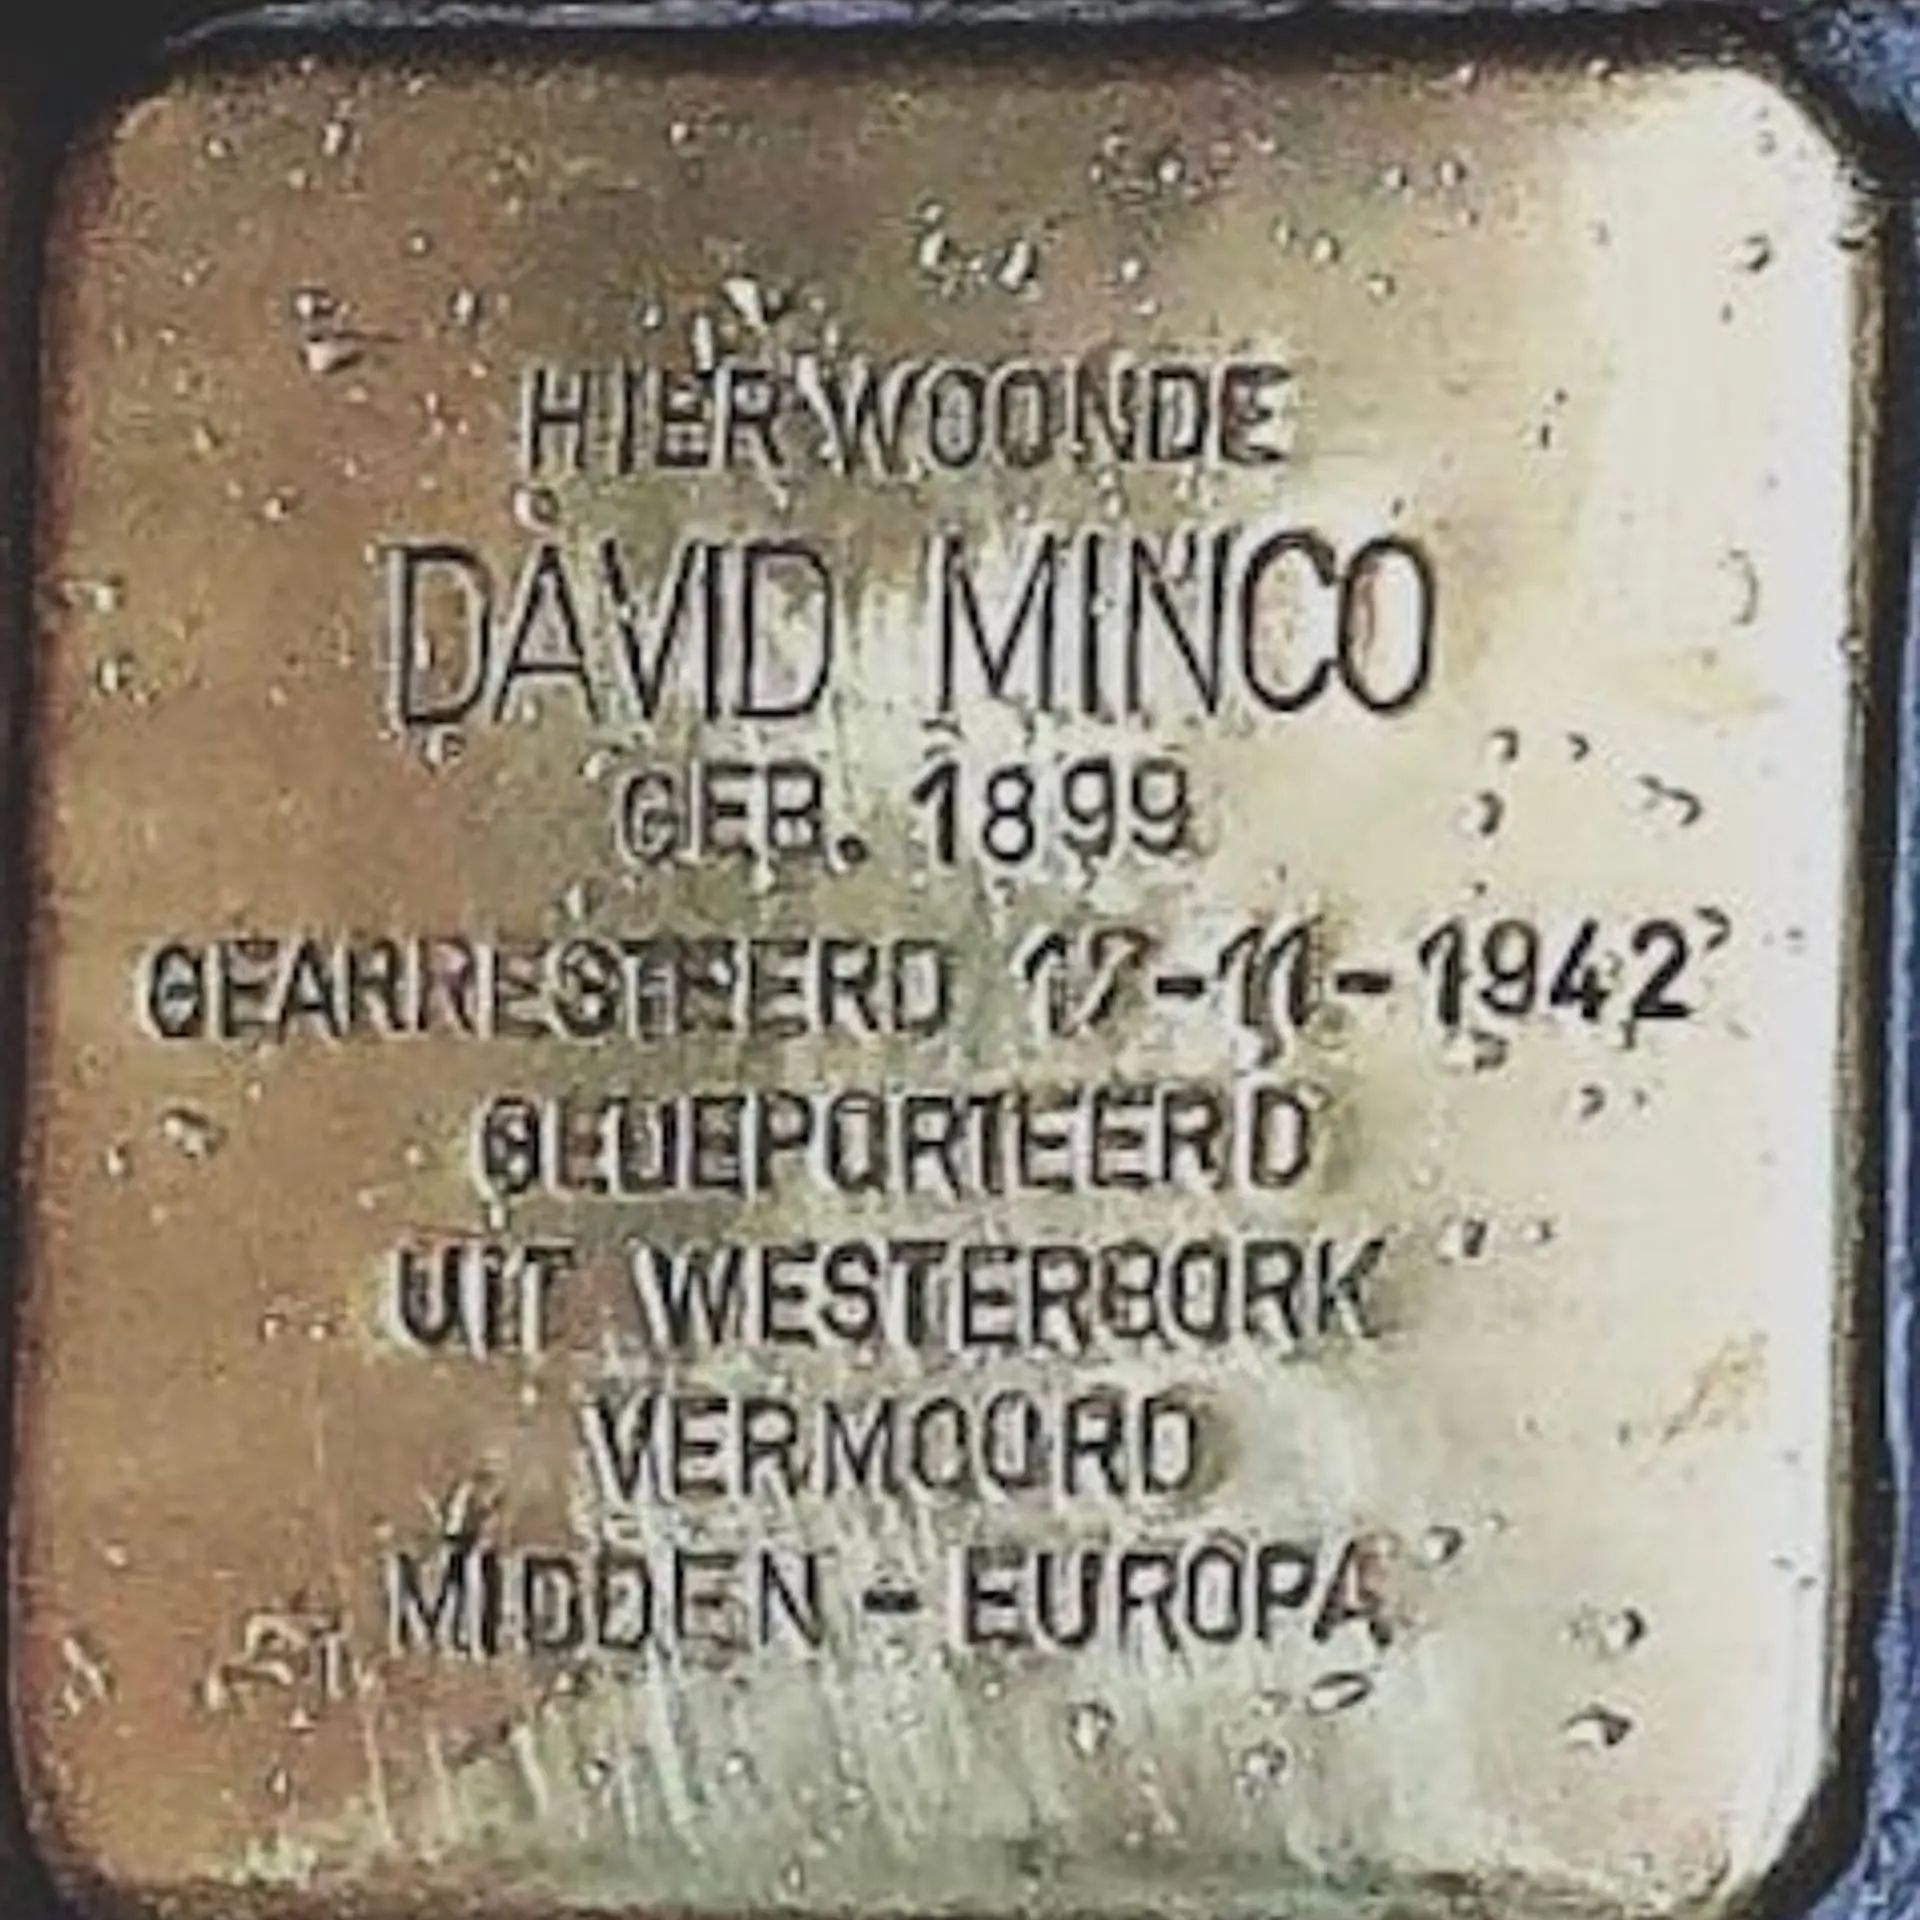 HIER WOONDE
DAVID MINCO
GEB. 1899
GEARRESTEERD 17-11-1942
GEDEPORTEERD
UIT WESTERBORK
VERMOORD
MIDDEN-EUROPA